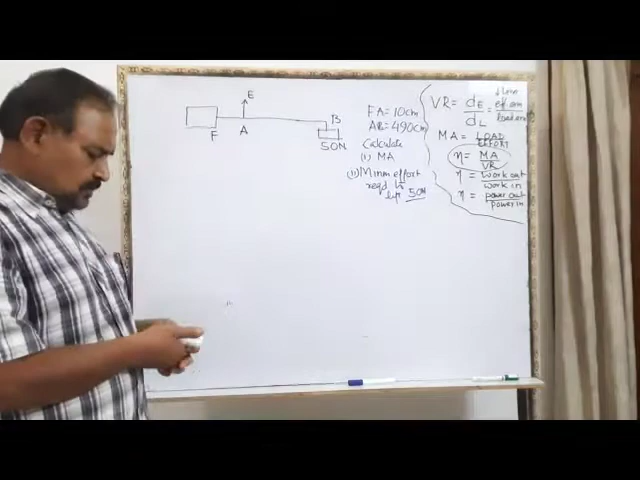 E
F
A
B
50N
FA = 10cm
AB = 490cm
Calculate
(i) MA
(ii) Minm effort
reqd to
lift 50N
VR = dE/dL = effort arm/load arm
MA = LOAD/EFFORT
η = MA/VR
η = work out/work in
η = power out/power in